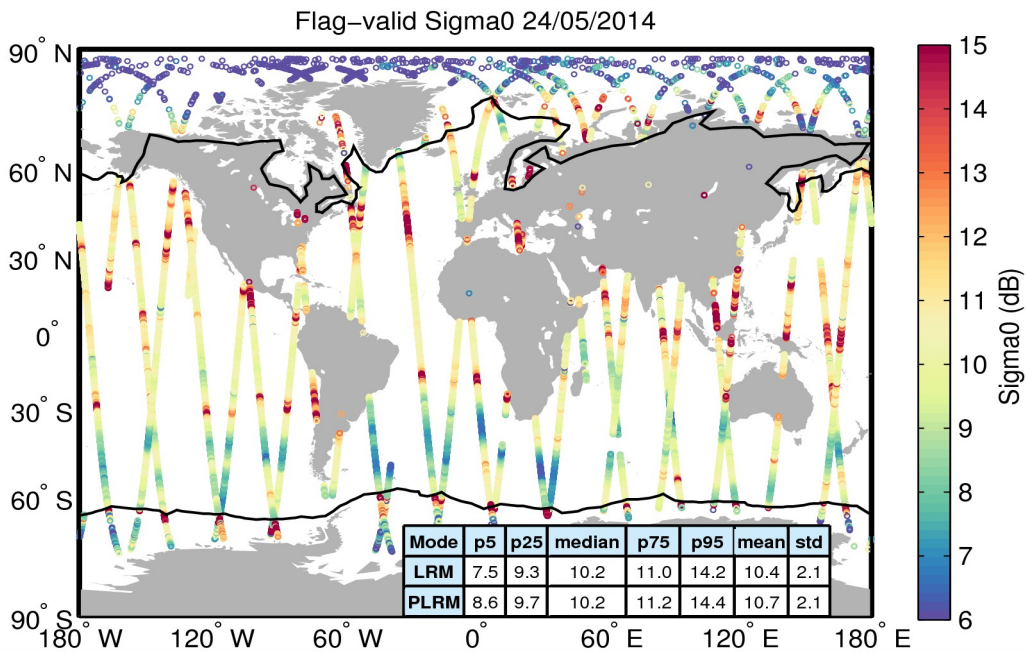 Flag−valid Sigma0 24/05/2014
90° N
60° N
30° N
0°
30° S
60° S
90° S
180° W
120° W
60° W
0°
60° E
120° E
180° E
Mode p5 p25 median p75 p95 mean std
LRM 7.5 9.3 10.2 11.0 14.2 10.4 2.1
PLRM 8.6 9.7 10.2 11.2 14.4 10.7 2.1
15
14
13
12
11
10
9
8
7
6
Sigma0 (dB)